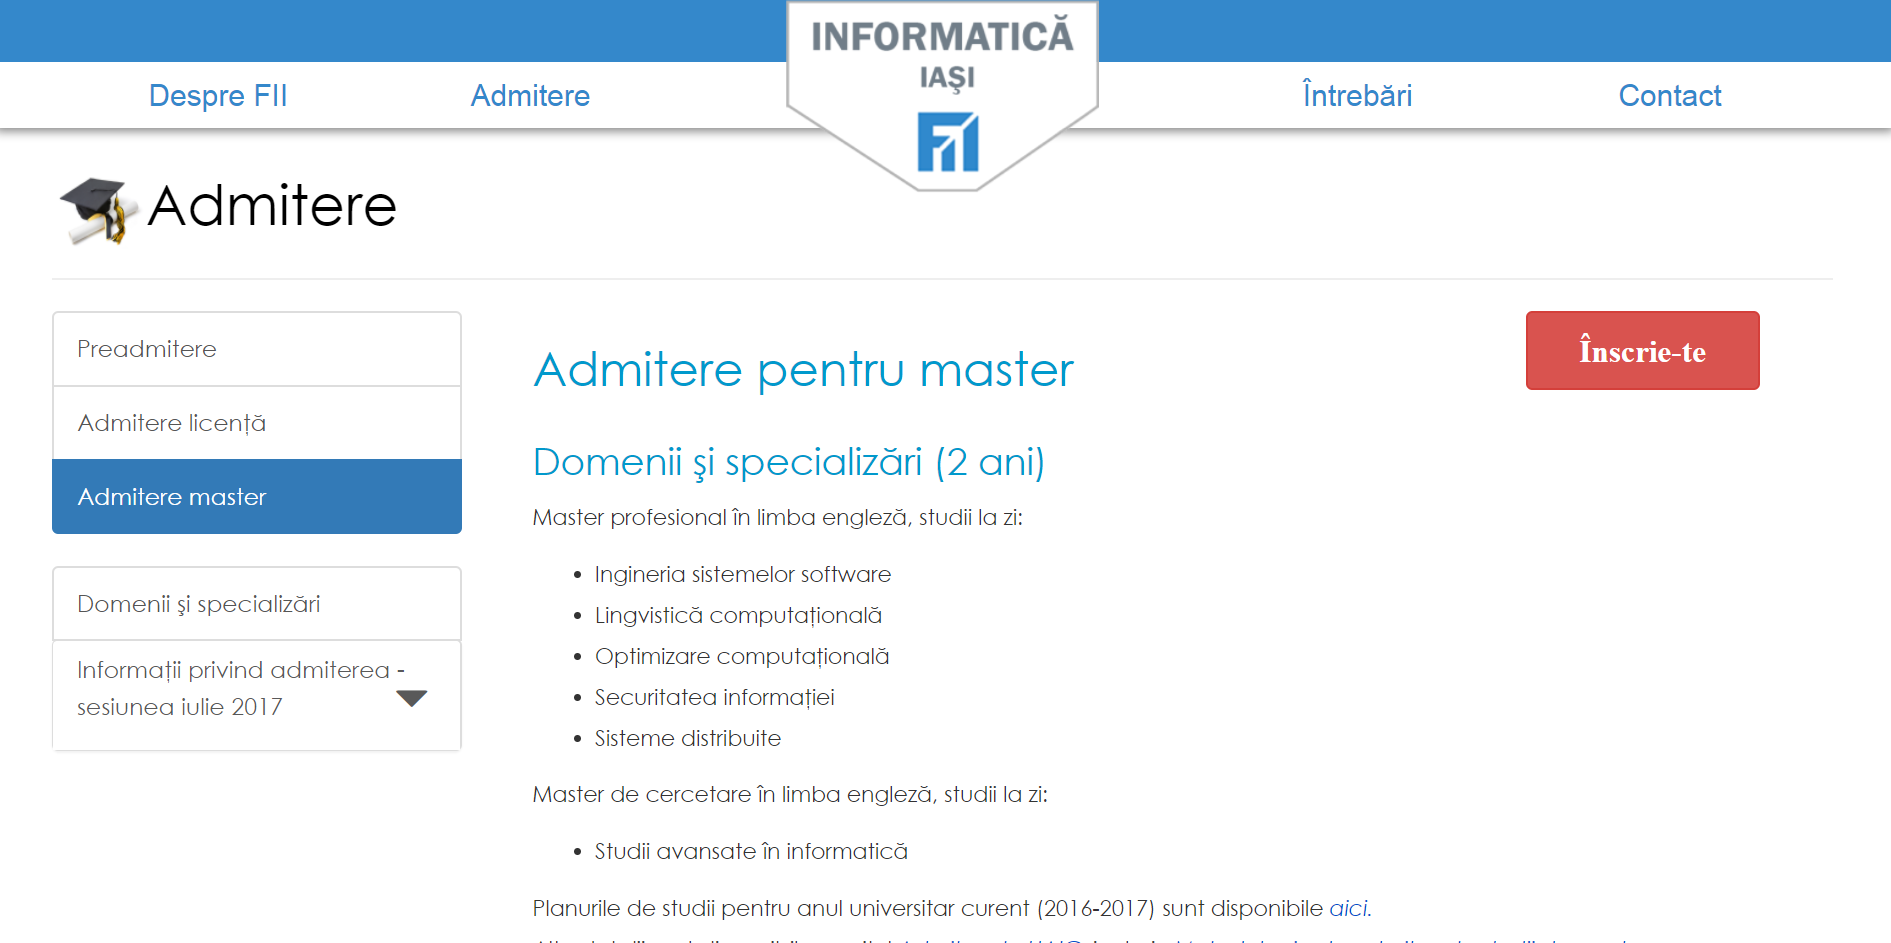 INFORMATICĂ
IAŞI
Despre FII
Admitere
Întrebări
Contact
Admitere
Preadmitere
Admitere licență
Admitere master
Domenii şi specializări
Informații privind admiterea -
sesiunea iulie 2017
Înscrie-te
Admitere pentru master
Domenii şi specializări (2 ani)
Master profesional în limba engleză, studii la zi:
• Ingineria sistemelor software
• Lingvistică computațională
• Optimizare computațională
• Securitatea informației
• Sisteme distribuite
Master de cercetare în limba engleză, studii la zi:
• Studii avansate în informatică
Planurile de studii pentru anul universitar curent (2016-2017) sunt disponibile aici.